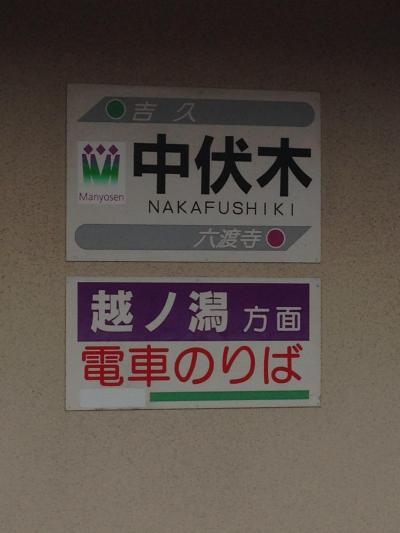 吉久
Manyosen
中伏木
NAKAFUSHIKI
六渡寺
越ノ潟 方面
電車のりば